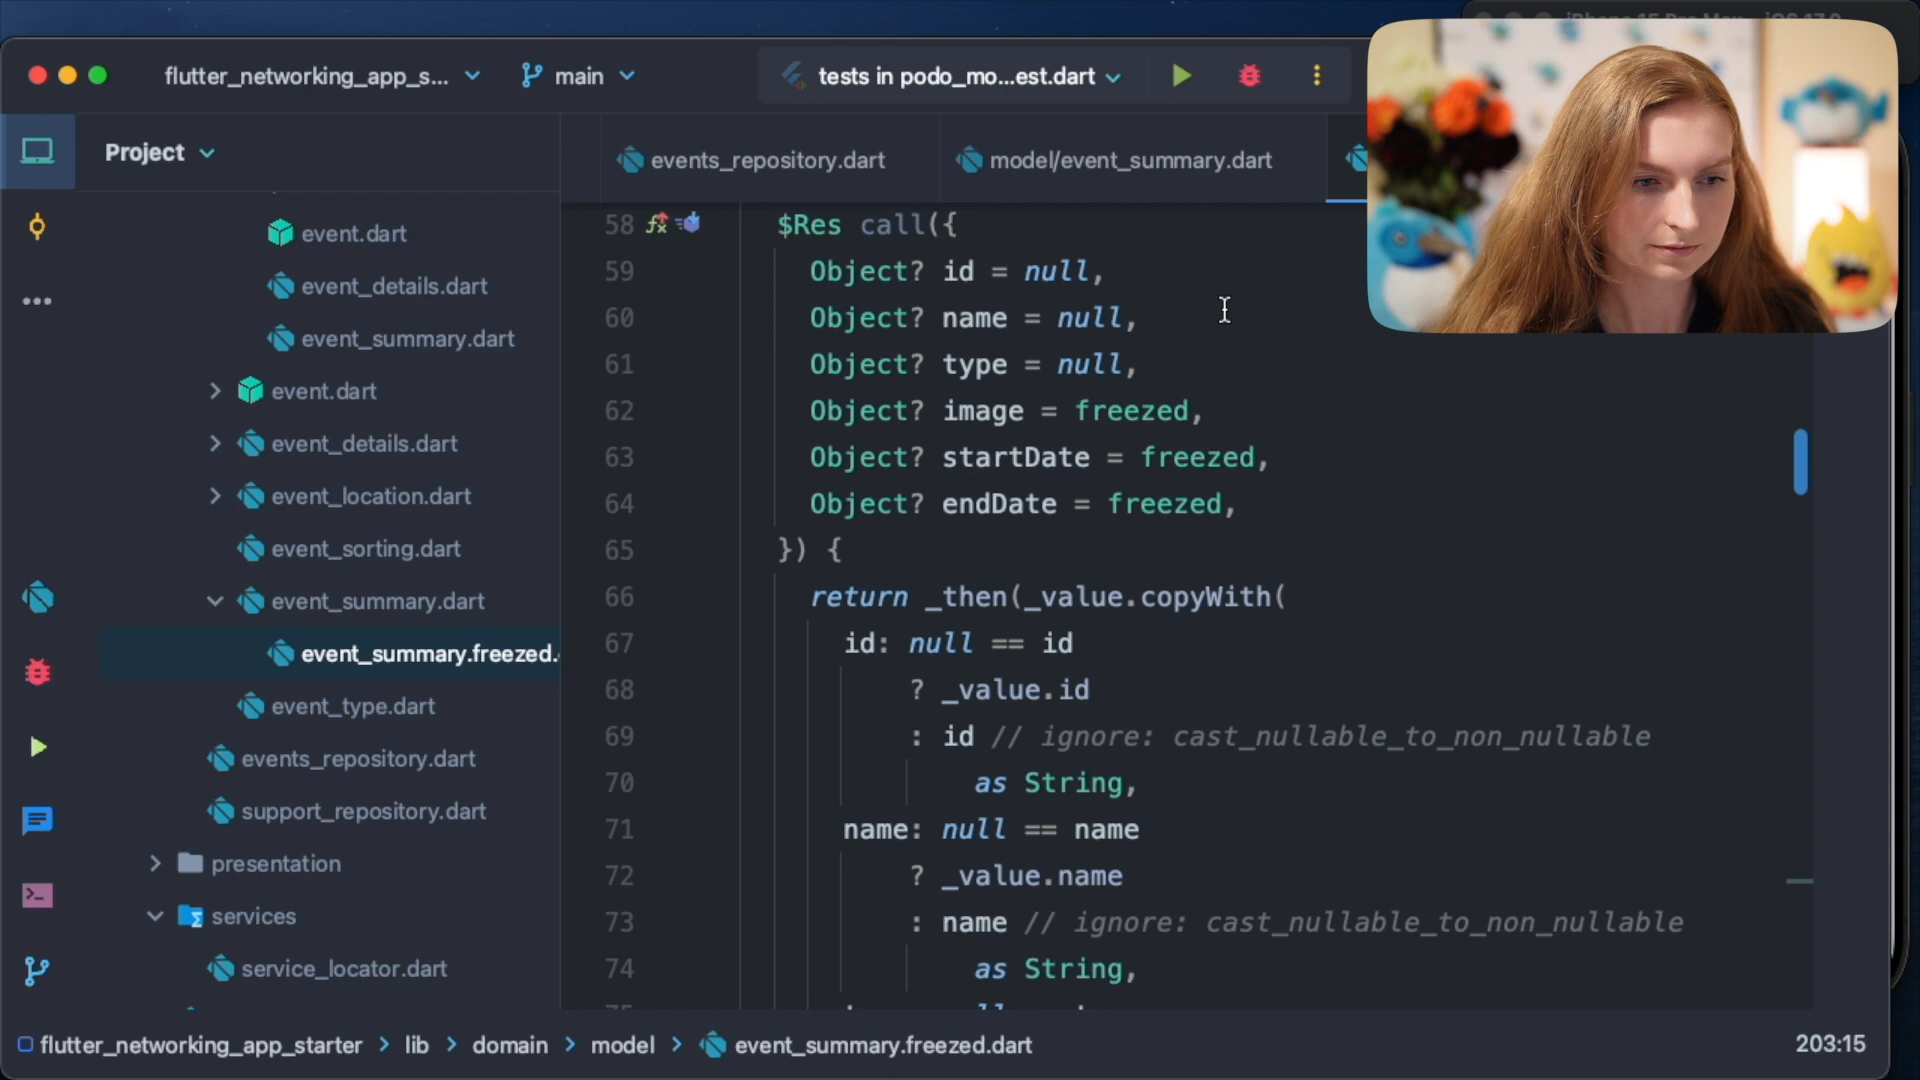 flutter_networking_app_s...
main
tests in podo_mo...est.dart
Project
events_repository.dart
model/event_summary.dart
event.dart
event_details.dart
event_summary.dart
event.dart
event_details.dart
event_location.dart
event_sorting.dart
event_summary.dart
event_summary.freezed.
event_type.dart
events_repository.dart
support_repository.dart
presentation
services
service_locator.dart
58 $Res call({
59 Object? id = null,
60 Object? name = null,
61 Object? type = null,
62 Object? image = freezed,
63 Object? startDate = freezed,
64 Object? endDate = freezed,
65 }) {
66 return _then(_value.copyWith(
67 id: null == id
68 ? _value.id
69 : id // ignore: cast_nullable_to_non_nullable
70 as String,
71 name: null == name
72 ? _value.name
73 : name // ignore: cast_nullable_to_non_nullable
74 as String,
flutter_networking_app_starter > lib > domain > model > event_summary.freezed.dart
203:15